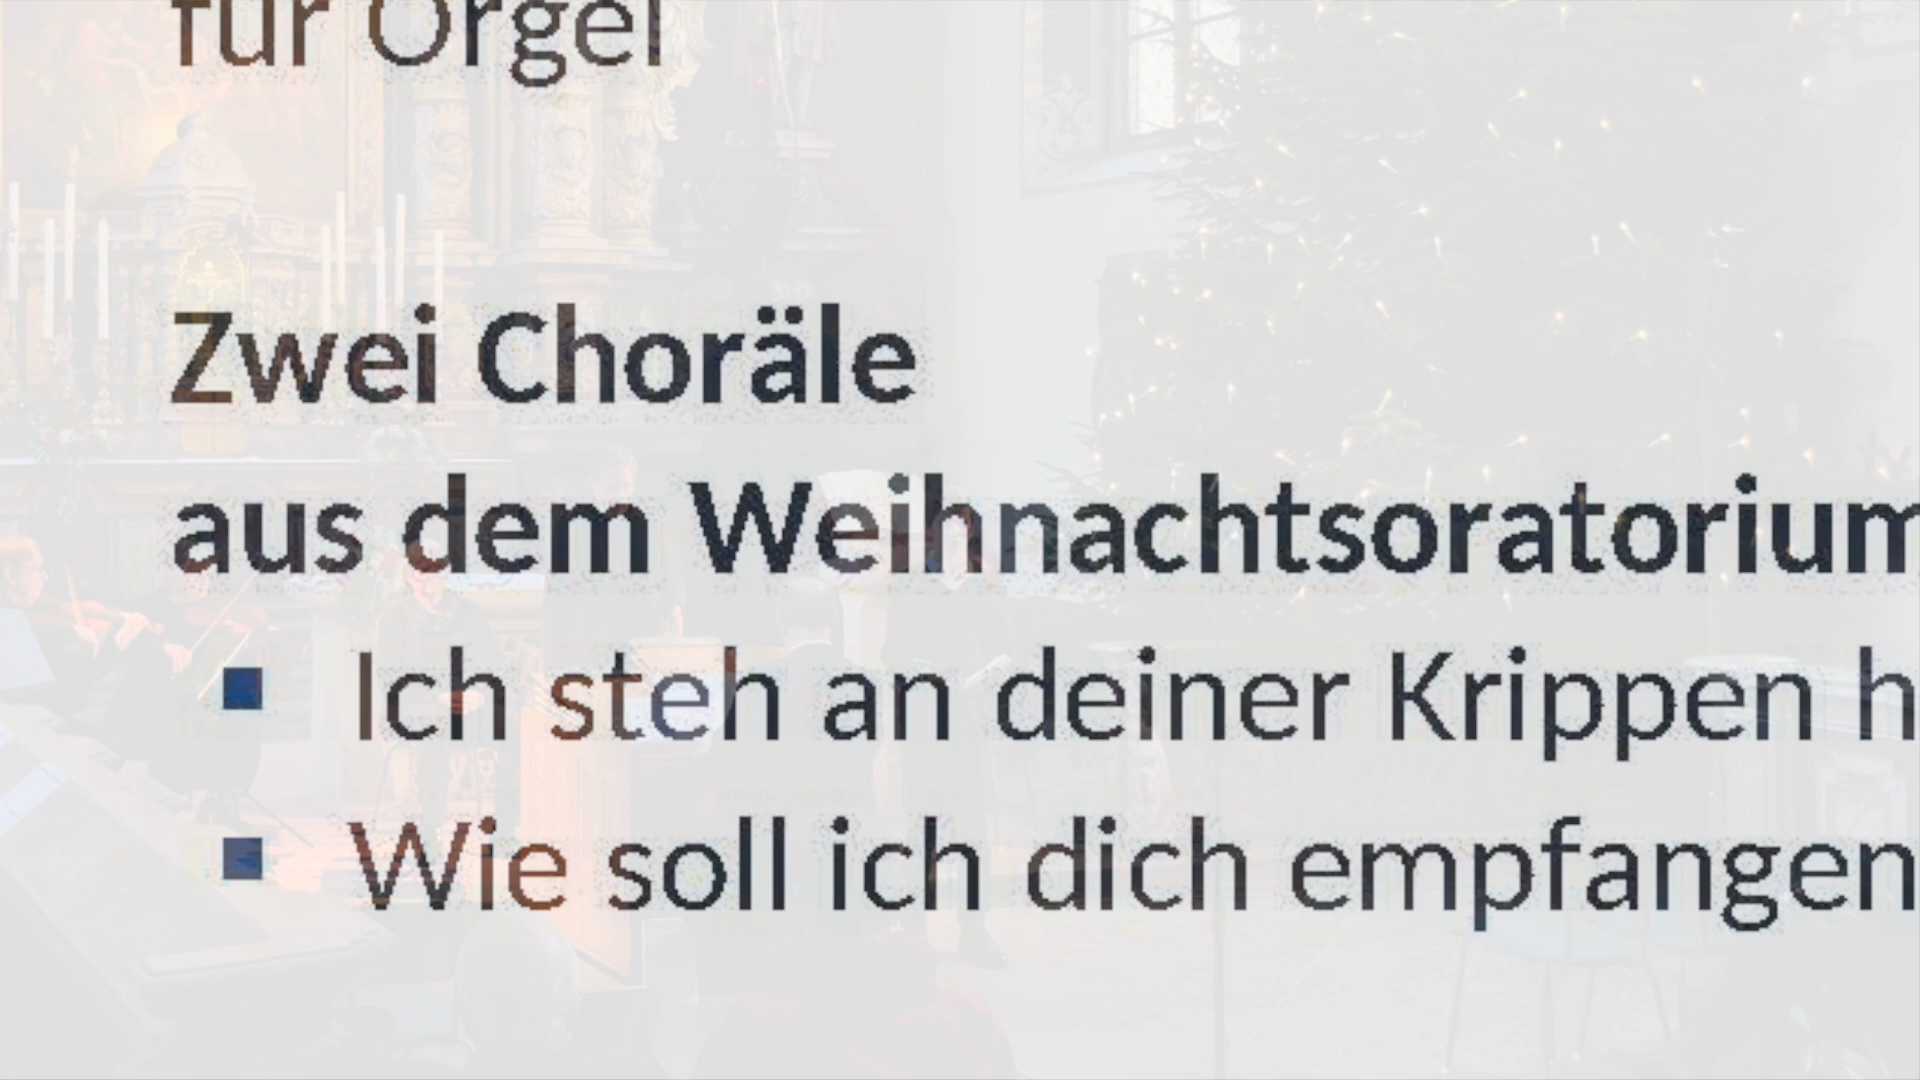 für Orgel
Zwei Choräle
aus dem Weihnachtsoratorium
Ich steh an deiner Krippen h
Wie soll ich dich empfangen